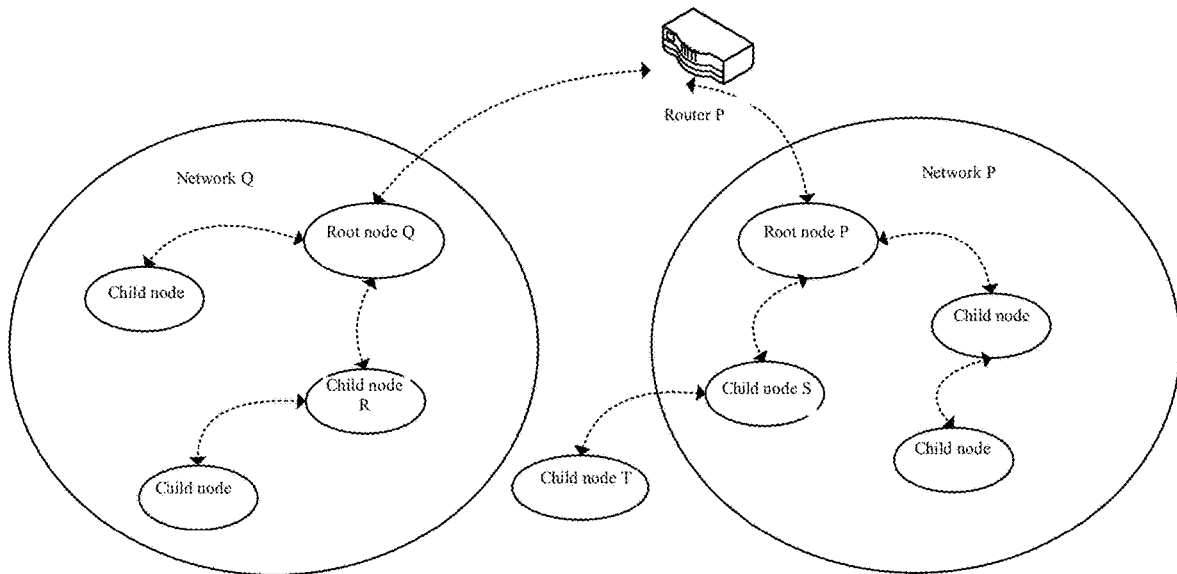 Router P
Network Q
Network P
Root node Q
Root node P
Child node
Child node
Child node
R
Child node S
Child node
Child node T
Child node